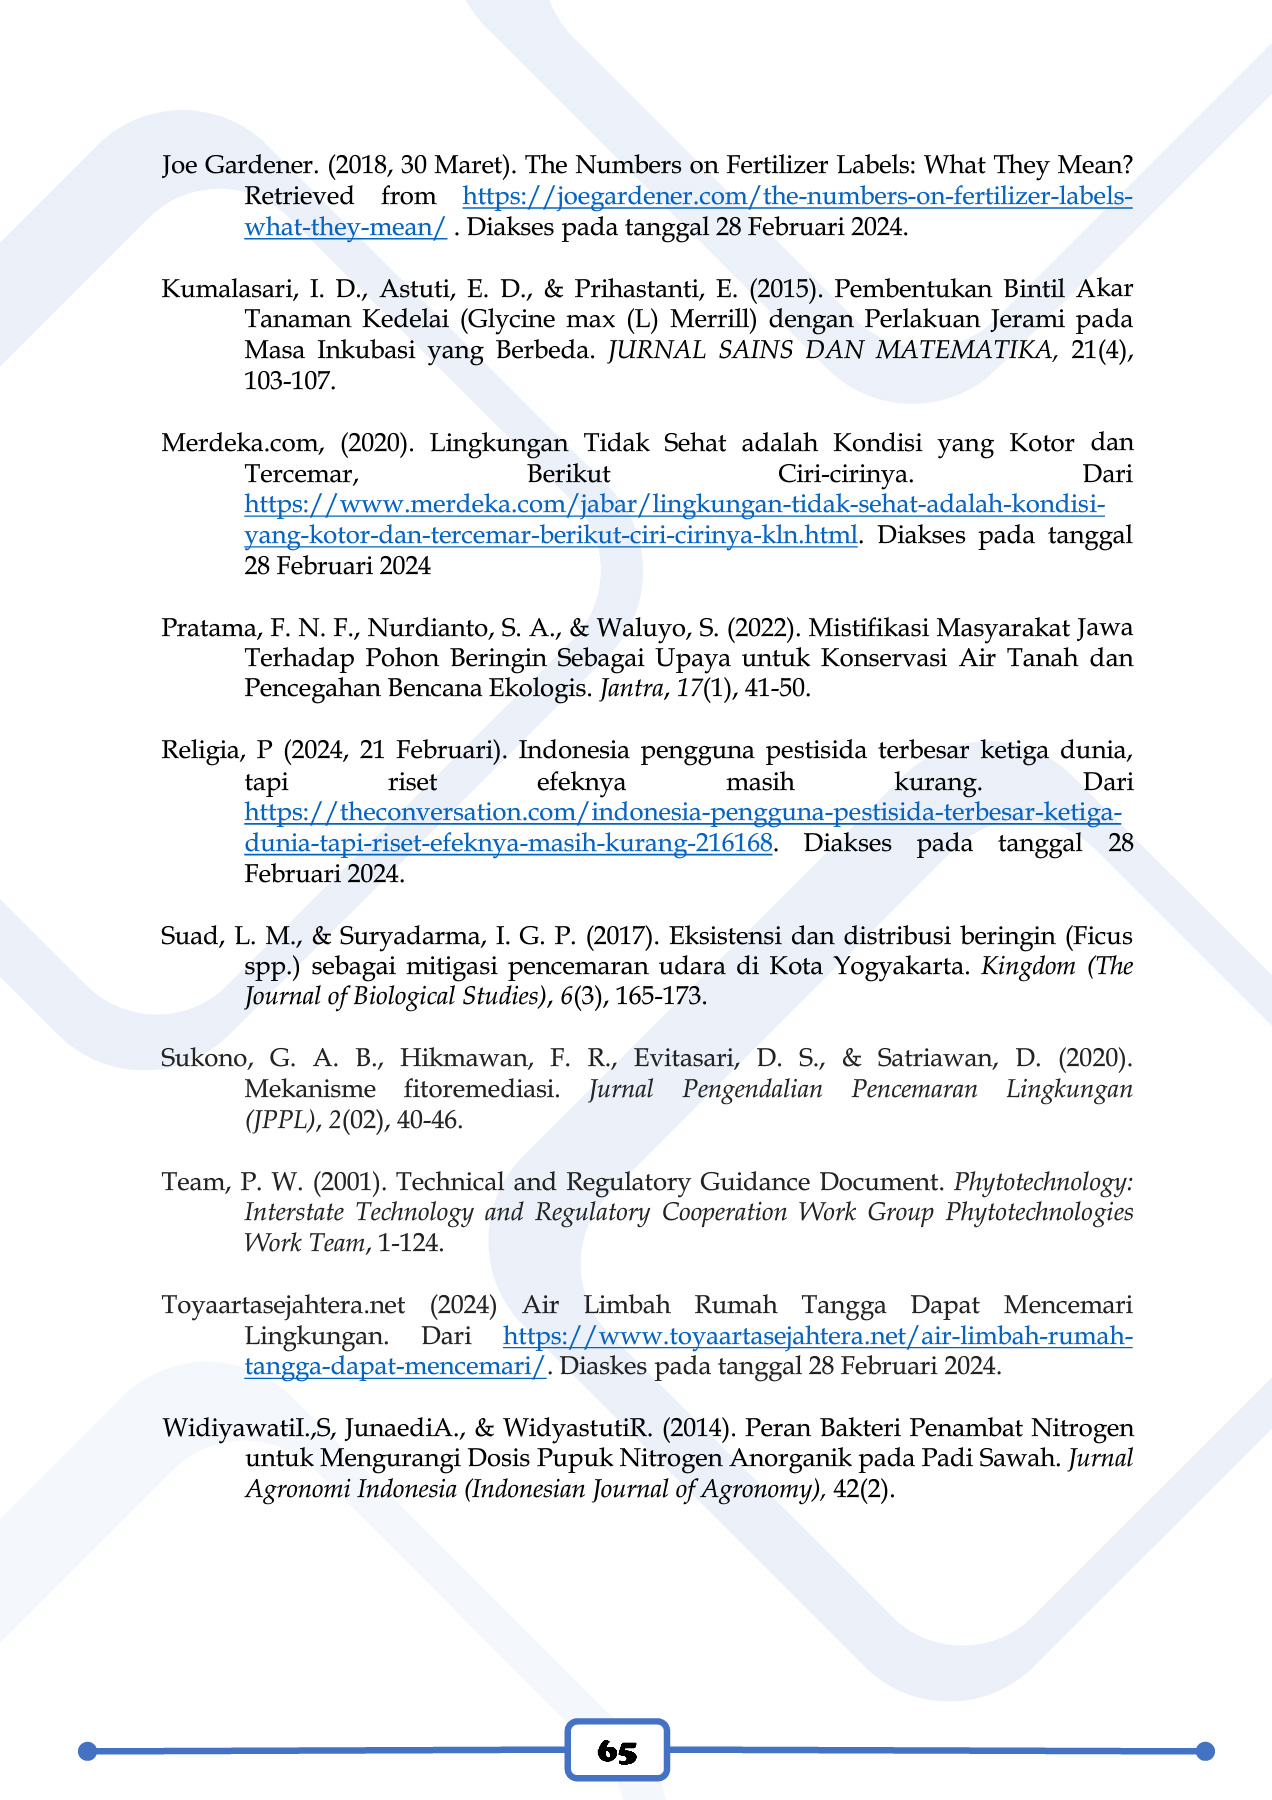 Joe Gardener. (2018, 30 Maret). The Numbers on Fertilizer Labels: What They Mean?
Retrieved from https://joegardener.com/the-numbers-on-fertilizer-labels-
what-they-mean/ . Diakses pada tanggal 28 Februari 2024.
Kumalasari, I. D., Astuti, E. D., & Prihastanti, E. (2015). Pembentukan Bintil Akar
Tanaman Kedelai (Glycine max (L) Merrill) dengan Perlakuan Jerami pada
Masa Inkubasi yang Berbeda. JURNAL SAINS DAN MATEMATIKA, 21(4),
103-107.
Merdeka.com, (2020). Lingkungan Tidak Sehat adalah Kondisi yang Kotor dan
Tercemar, Berikut Ciri-cirinya. Dari
https://www.merdeka.com/jabar/lingkungan-tidak-sehat-adalah-kondisi-
yang-kotor-dan-tercemar-berikut-ciri-cirinya-kln.html. Diakses pada tanggal
28 Februari 2024
Pratama, F. N. F., Nurdianto, S. A., & Waluyo, S. (2022). Mistifikasi Masyarakat Jawa
Terhadap Pohon Beringin Sebagai Upaya untuk Konservasi Air Tanah dan
Pencegahan Bencana Ekologis. Jantra, 17(1), 41-50.
Religia, P (2024, 21 Februari). Indonesia pengguna pestisida terbesar ketiga dunia,
tapi riset efeknya masih kurang. Dari
https://theconversation.com/indonesia-pengguna-pestisida-terbesar-ketiga-
dunia-tapi-riset-efeknya-masih-kurang-216168. Diakses pada tanggal 28
Februari 2024.
Suad, L. M., & Suryadarma, I. G. P. (2017). Eksistensi dan distribusi beringin (Ficus
spp.) sebagai mitigasi pencemaran udara di Kota Yogyakarta. Kingdom (The
Journal of Biological Studies), 6(3), 165-173.
Sukono, G. A. B., Hikmawan, F. R., Evitasari, D. S., & Satriawan, D. (2020).
Mekanisme fitoremediasi. Jurnal Pengendalian Pencemaran Lingkungan
(JPPL), 2(02), 40-46.
Team, P. W. (2001). Technical and Regulatory Guidance Document. Phytotechnology:
Interstate Technology and Regulatory Cooperation Work Group Phytotechnologies
Work Team, 1-124.
Toyaartasejahtera.net (2024) Air Limbah Rumah Tangga Dapat Mencemari
Lingkungan. Dari https://www.toyaartasejahtera.net/air-limbah-rumah-
tangga-dapat-mencemari/. Diaskes pada tanggal 28 Februari 2024.
WidiyawatiI.,S, JunaediA., & WidyastutiR. (2014). Peran Bakteri Penambat Nitrogen
untuk Mengurangi Dosis Pupuk Nitrogen Anorganik pada Padi Sawah. Jurnal
Agronomi Indonesia (Indonesian Journal of Agronomy), 42(2).
65